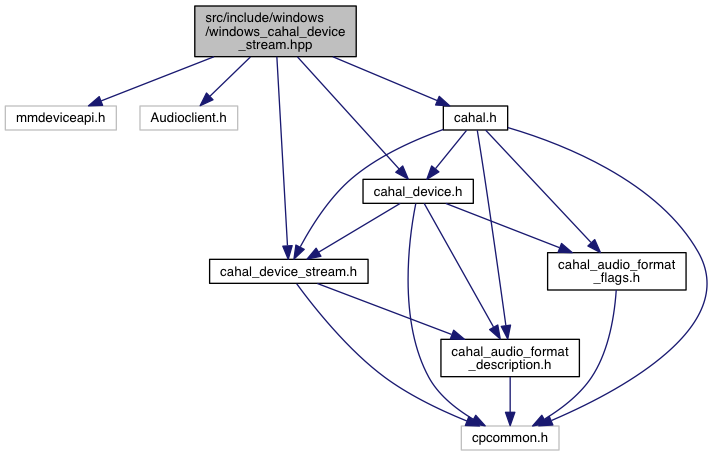 src/include/windows
/windows_cahal_device
_stream.hpp
mmdeviceapi.h
Audioclient.h
cahal.h
cahal_device.h
cahal_device_stream.h
cahal_audio_format
_flags.h
cahal_audio_format
_description.h
cpcommon.h